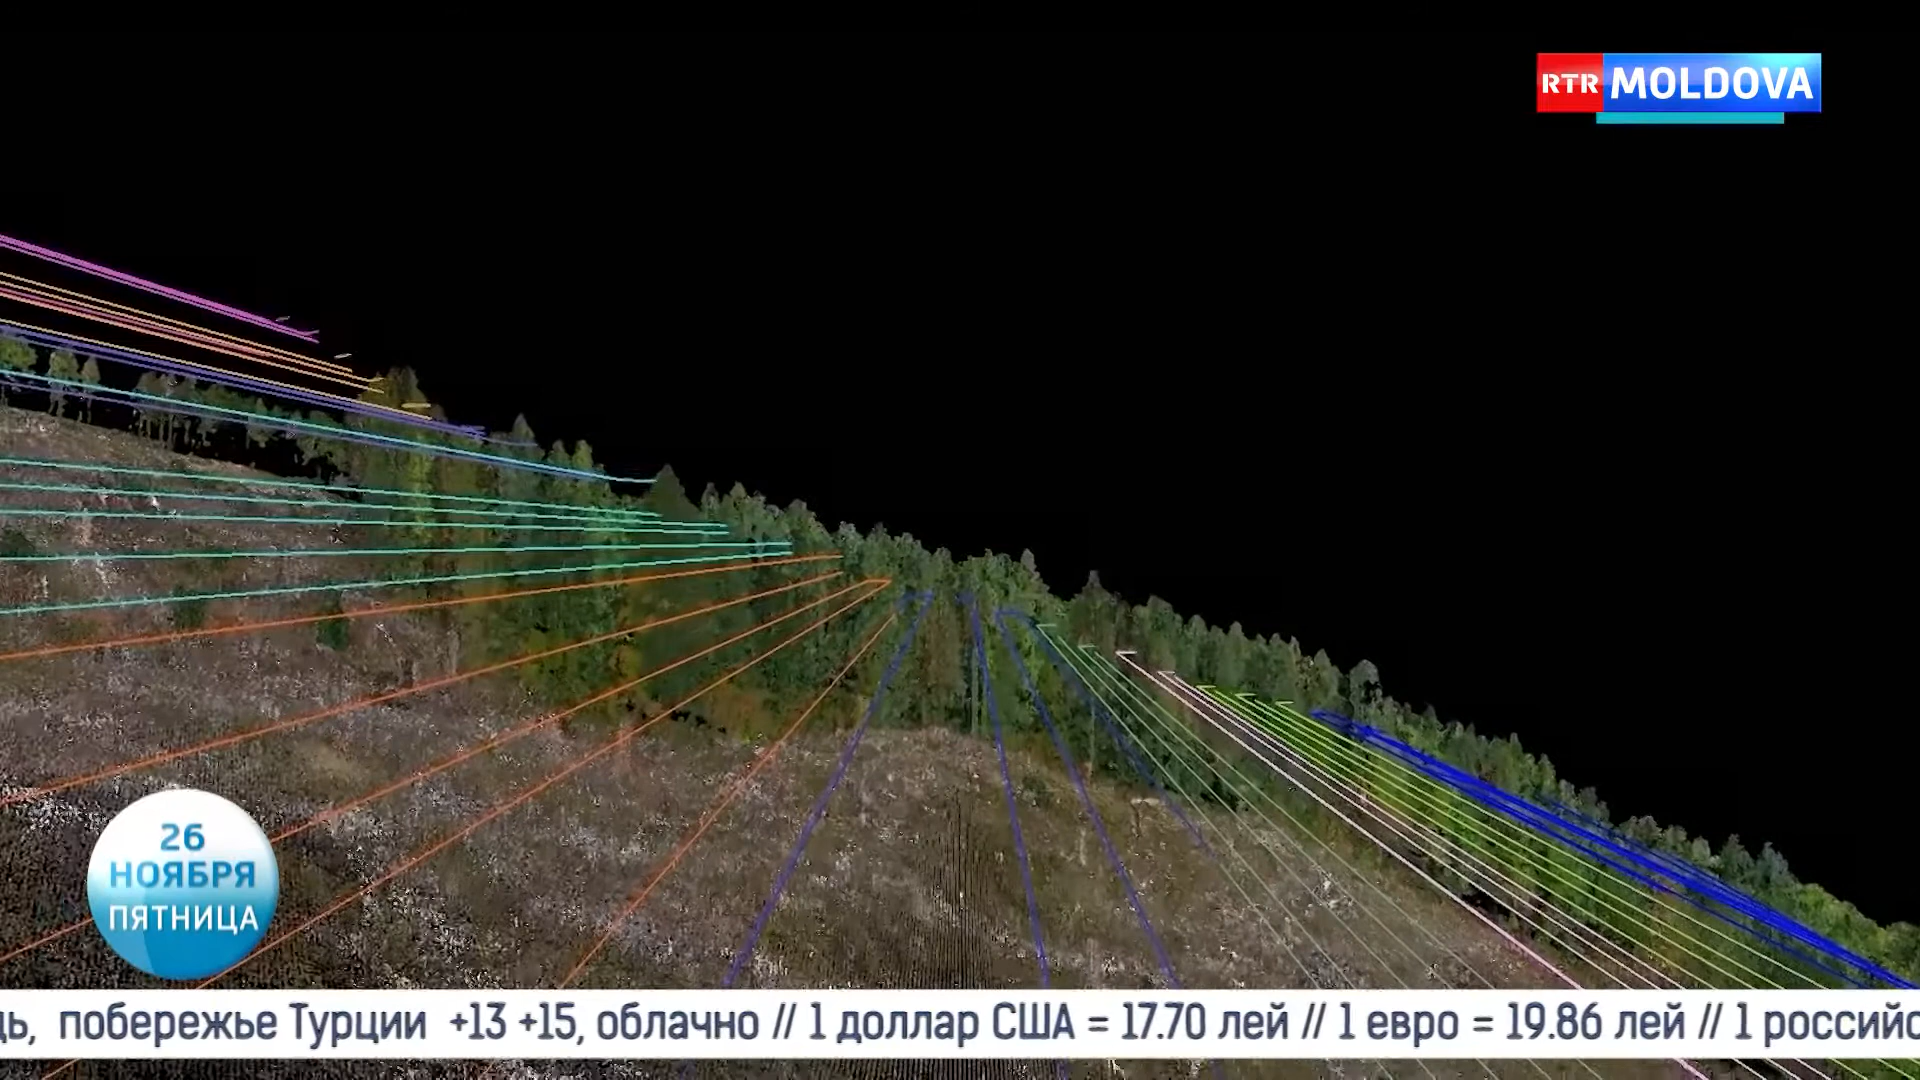 RTR MOLDOVA
26
НОЯБРЯ
ПЯТНИЦА
побережье Турции +13 +15, облачно // 1 доллар США = 17.70 лей // 1 евро = 19.86 лей // 1